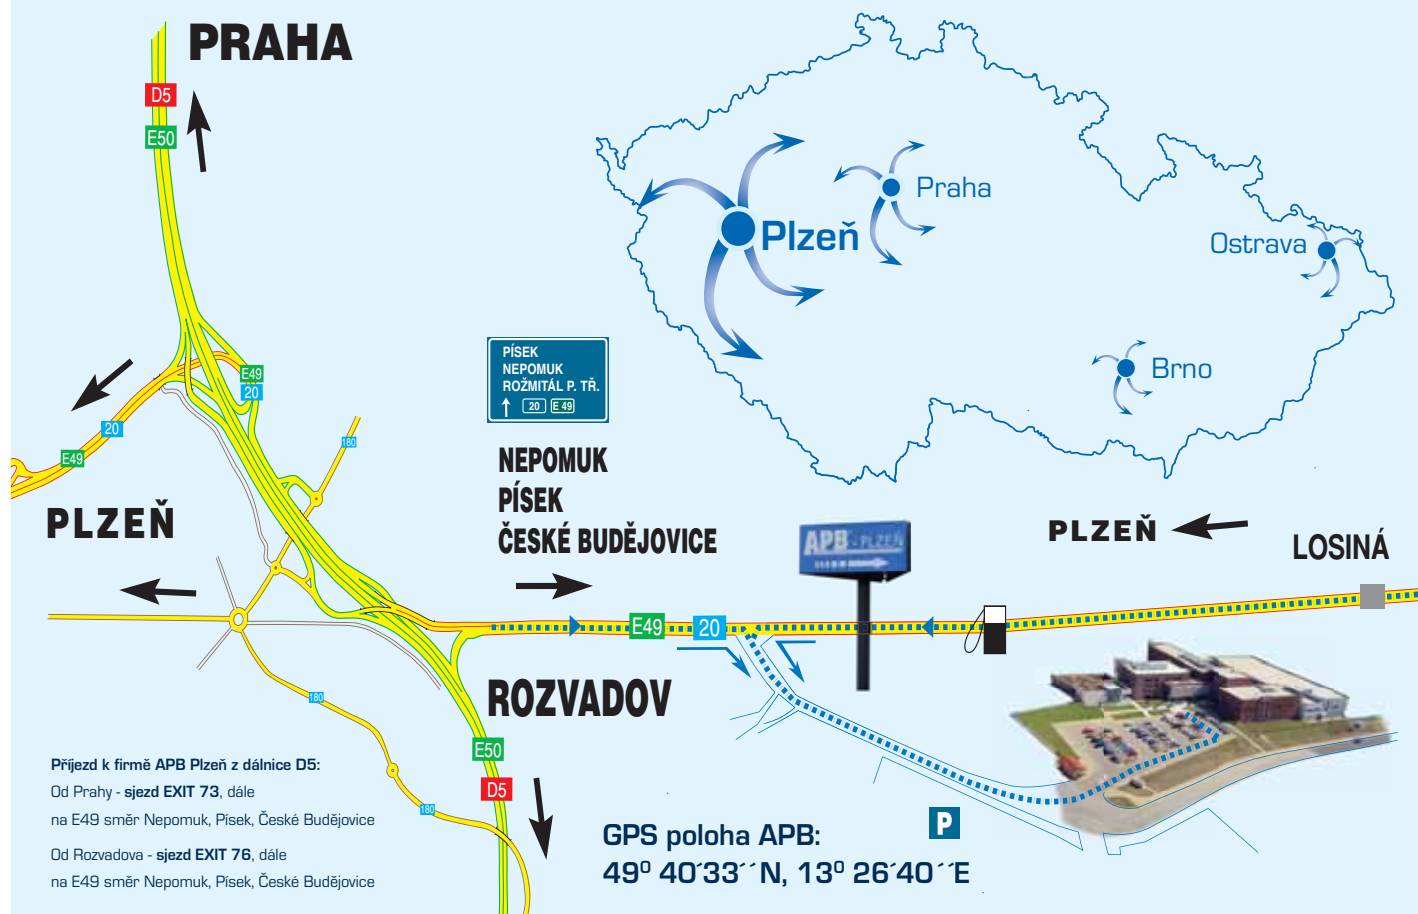 PRAHA
D5
E50
Praha
Plzeň
Ostrava
Brno
PÍSEK
NEPOMUK
ROŽMITÁL P. TŘ.
20 E 49
E49
20
20
E49
180
NEPOMUK
PÍSEK
ČESKÉ BUDĚJOVICE
PLZEŇ
APB PLZEŇ
PLZEŇ
LOSINÁ
E49 20
ROZVADOV
180
E50
D5
180
Příjezd k firmě APB Plzeň z dálnice D5:
Od Prahy - sjezd EXIT 73, dále
na E49 směr Nepomuk, Písek, České Budějovice
Od Rozvadova - sjezd EXIT 76, dále
na E49 směr Nepomuk, Písek, České Budějovice
P
GPS poloha APB:
49⁰ 40´33´´N, 13⁰ 26´40´´E